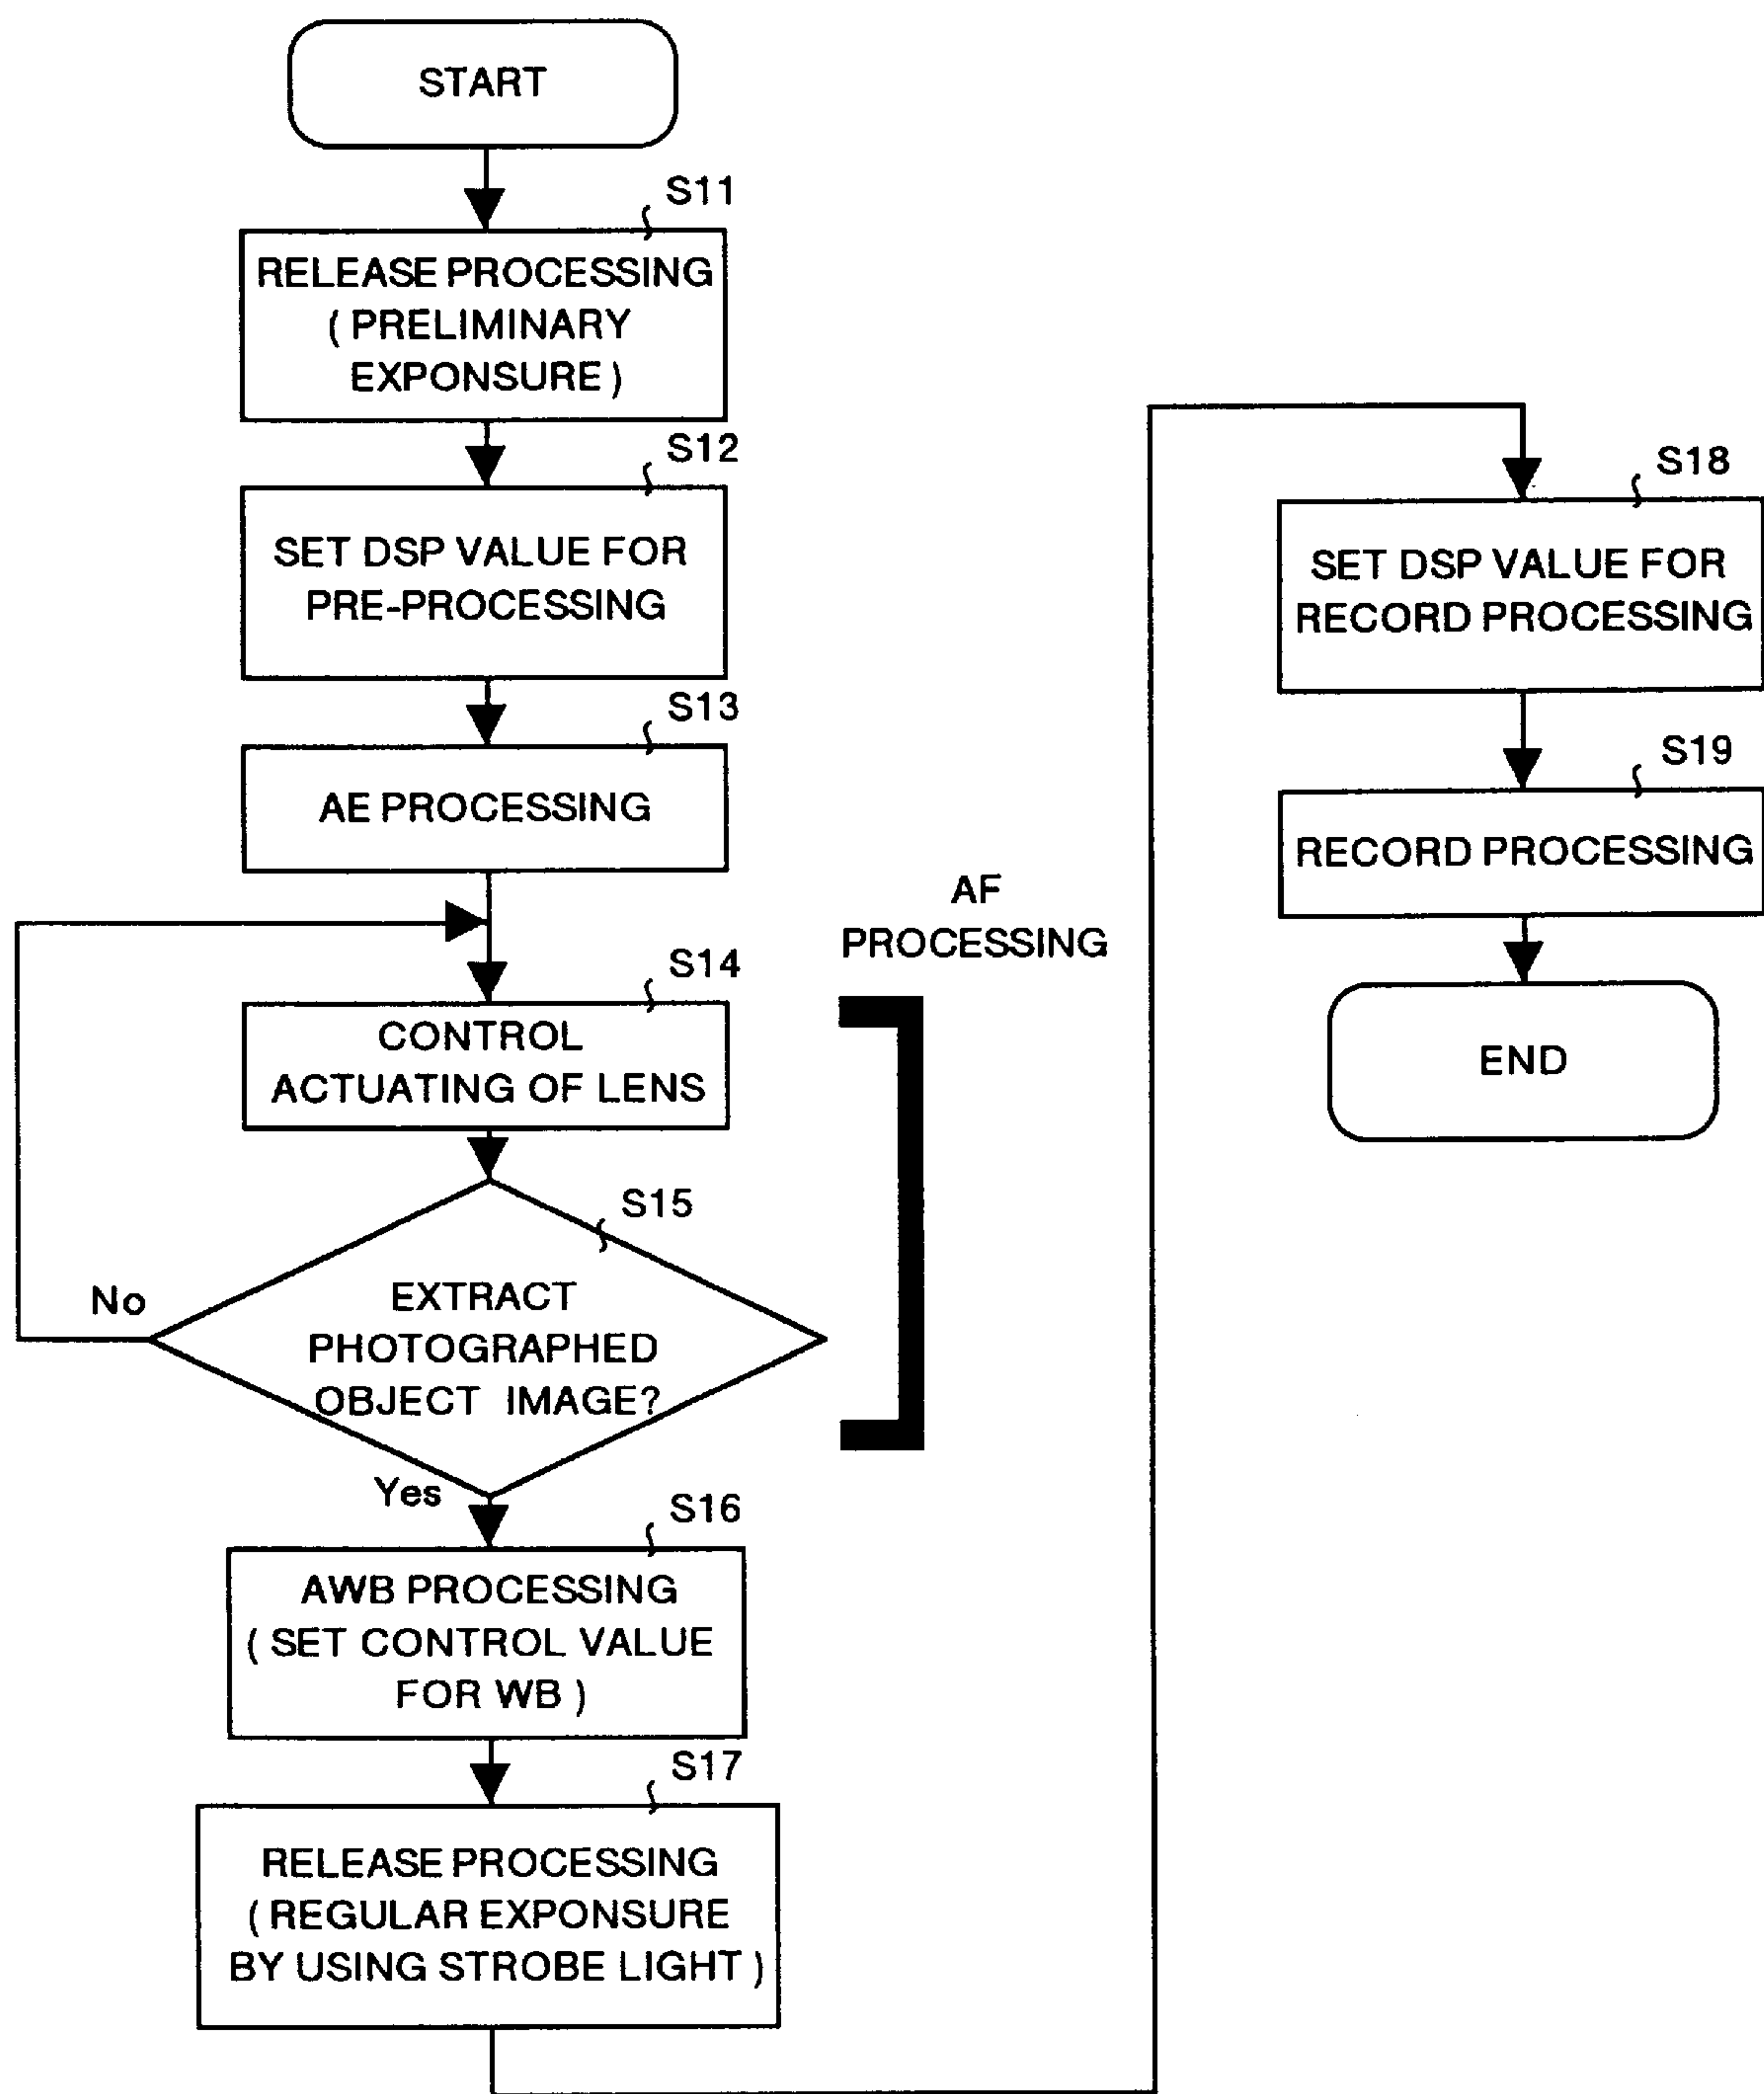 START
S11
RELEASE PROCESSING
( PRELIMINARY
EXPONSURE )
S12
SET DSP VALUE FOR
PRE-PROCESSING
S13
AE PROCESSING
AF
PROCESSING
S14
CONTROL
ACTUATING OF LENS
S15
EXTRACT
PHOTOGRAPHED
OBJECT IMAGE?
No
Yes
S16
AWB PROCESSING
( SET CONTROL VALUE
FOR WB )
S17
RELEASE PROCESSING
( REGULAR EXPONSURE
BY USING STROBE LIGHT )
S18
SET DSP VALUE FOR
RECORD PROCESSING
S19
RECORD PROCESSING
END